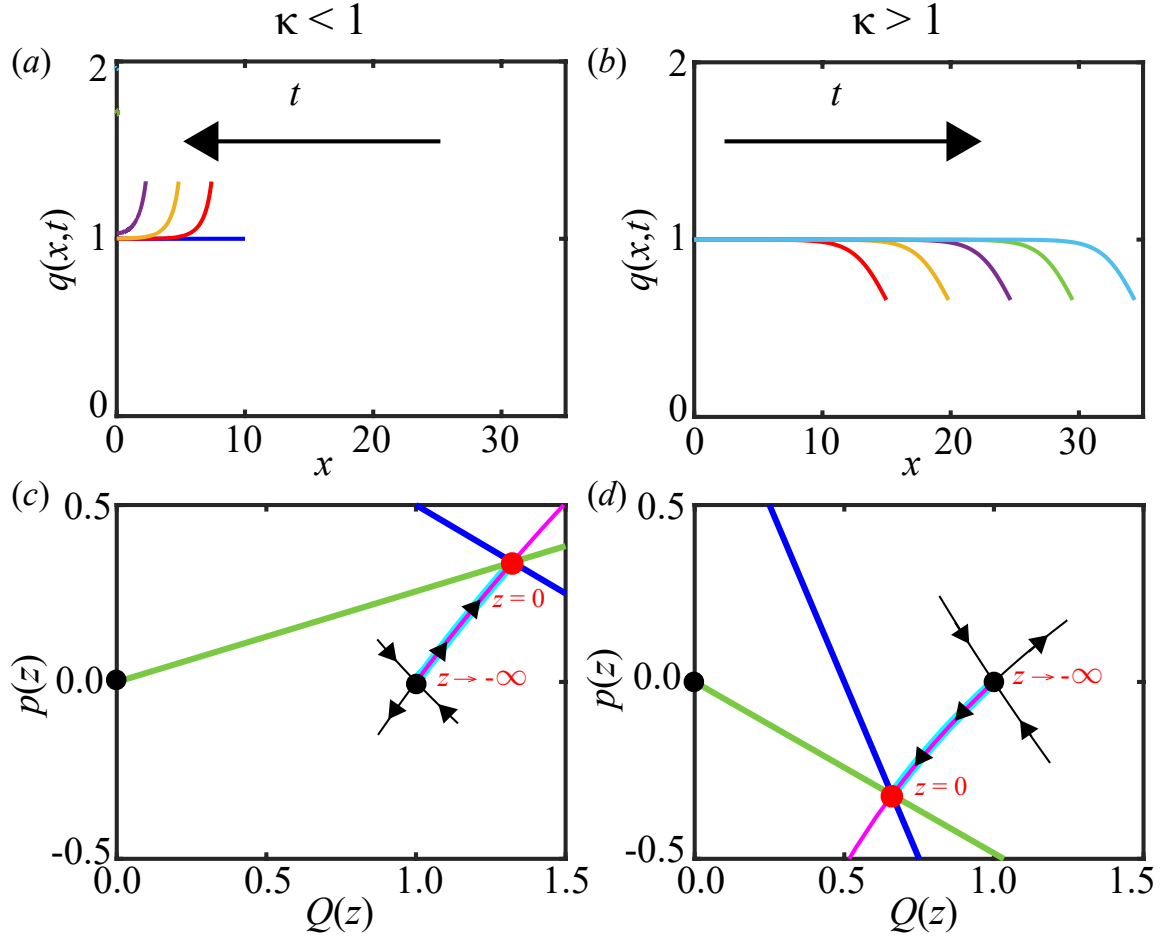 κ < 1
κ > 1
(a)
2
1
0
q(x,t)
t
0
10
20
30
x
(b)
2
1
0
q(x,t)
t
0
10
20
30
x
(c)
0.5
0.0
-0.5
p(z)
z = 0
z → -∞
0.0
0.5
1.0
1.5
Q(z)
(d)
0.5
0.0
-0.5
p(z)
z → -∞
z = 0
0.0
0.5
1.0
1.5
Q(z)